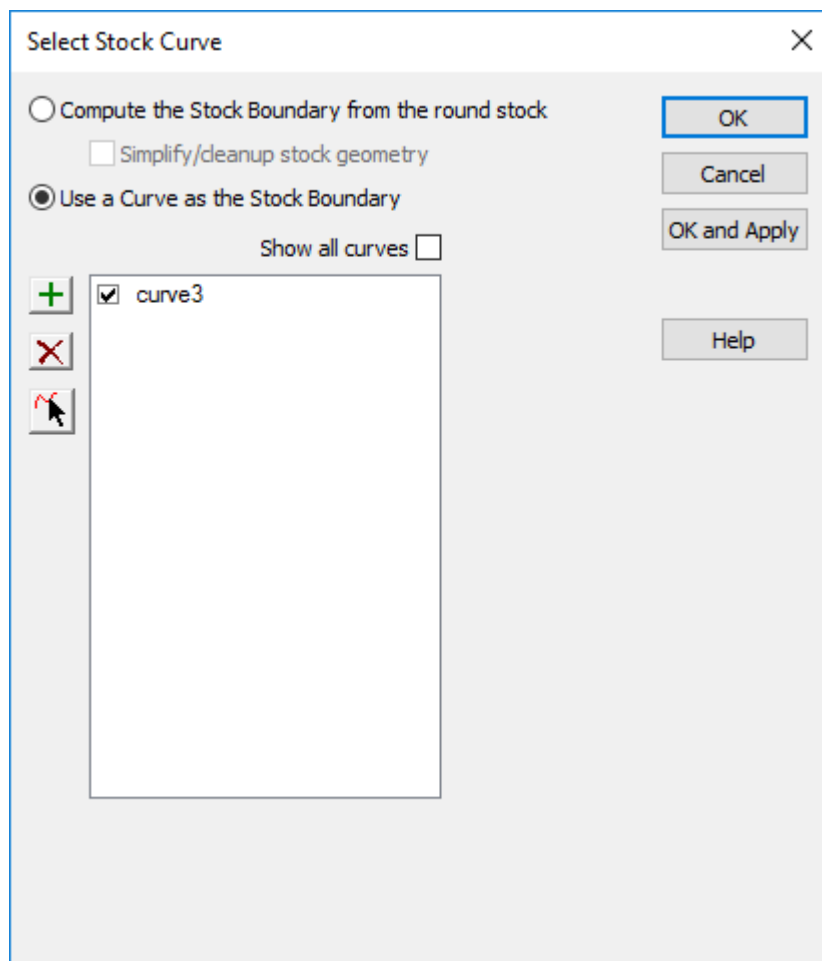 Select Stock Curve
Compute the Stock Boundary from the round stock
OK
Simplify/cleanup stock geometry
Cancel
Use a Curve as the Stock Boundary
OK and Apply
Show all curves
curve3
Help